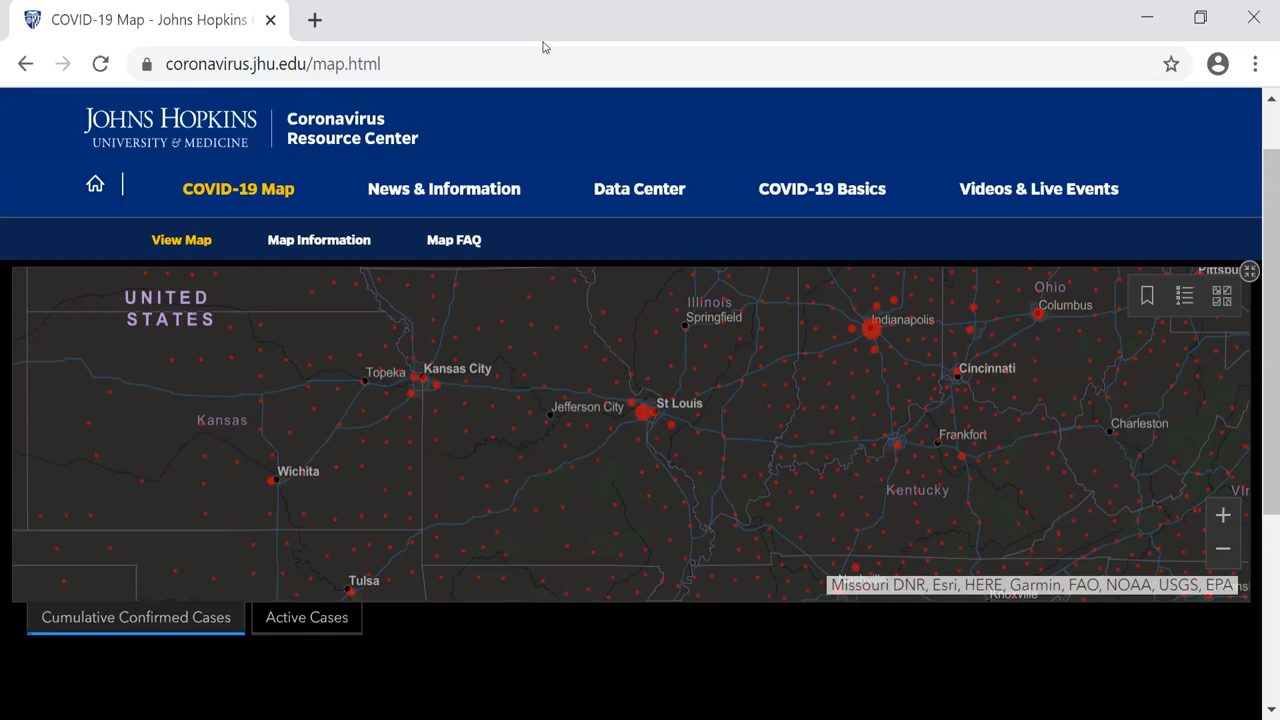 COVID-19 Map - Johns Hopkins
coronavirus.jhu.edu/map.html
JOHNS HOPKINS
UNIVERSITY & MEDICINE
Coronavirus
Resource Center
COVID-19 Map
News & Information
Data Center
COVID-19 Basics
Videos & Live Events
View Map
Map Information
Map FAQ
Pittsbu
UNITED
STATES
Illinois
Springfield
Ohio
Columbus
Indianapolis
Topeka
Kansas City
Cincinnati
Jefferson City
St Louis
Kansas
Frankfort
Charleston
Wichita
Kentucky
Tulsa
Missouri DNR, Esri, HERE, Garmin, FAO, NOAA, USGS, EPA
Cumulative Confirmed Cases
Active Cases